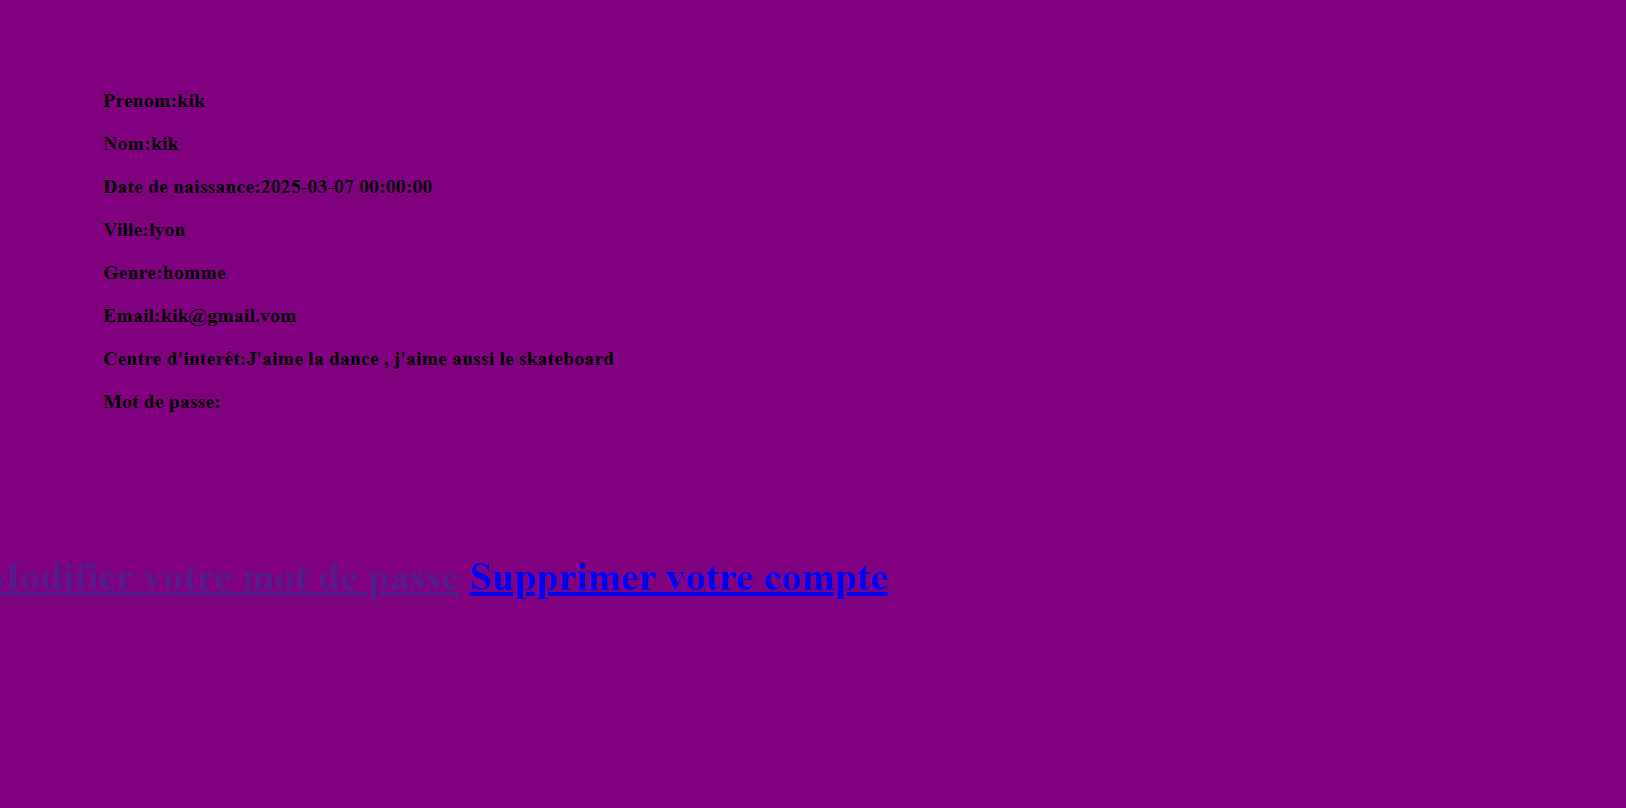 Prenom:kik
Nom:kik
Date de naissance:2025-03-07 00:00:00
Ville:lyon
Genre:homme
Email:kik@gmail.vom
Centre d'interêt:J'aime la dance , j'aime aussi le skateboard
Mot de passe:
Modifier votre mot de passe Supprimer votre compte